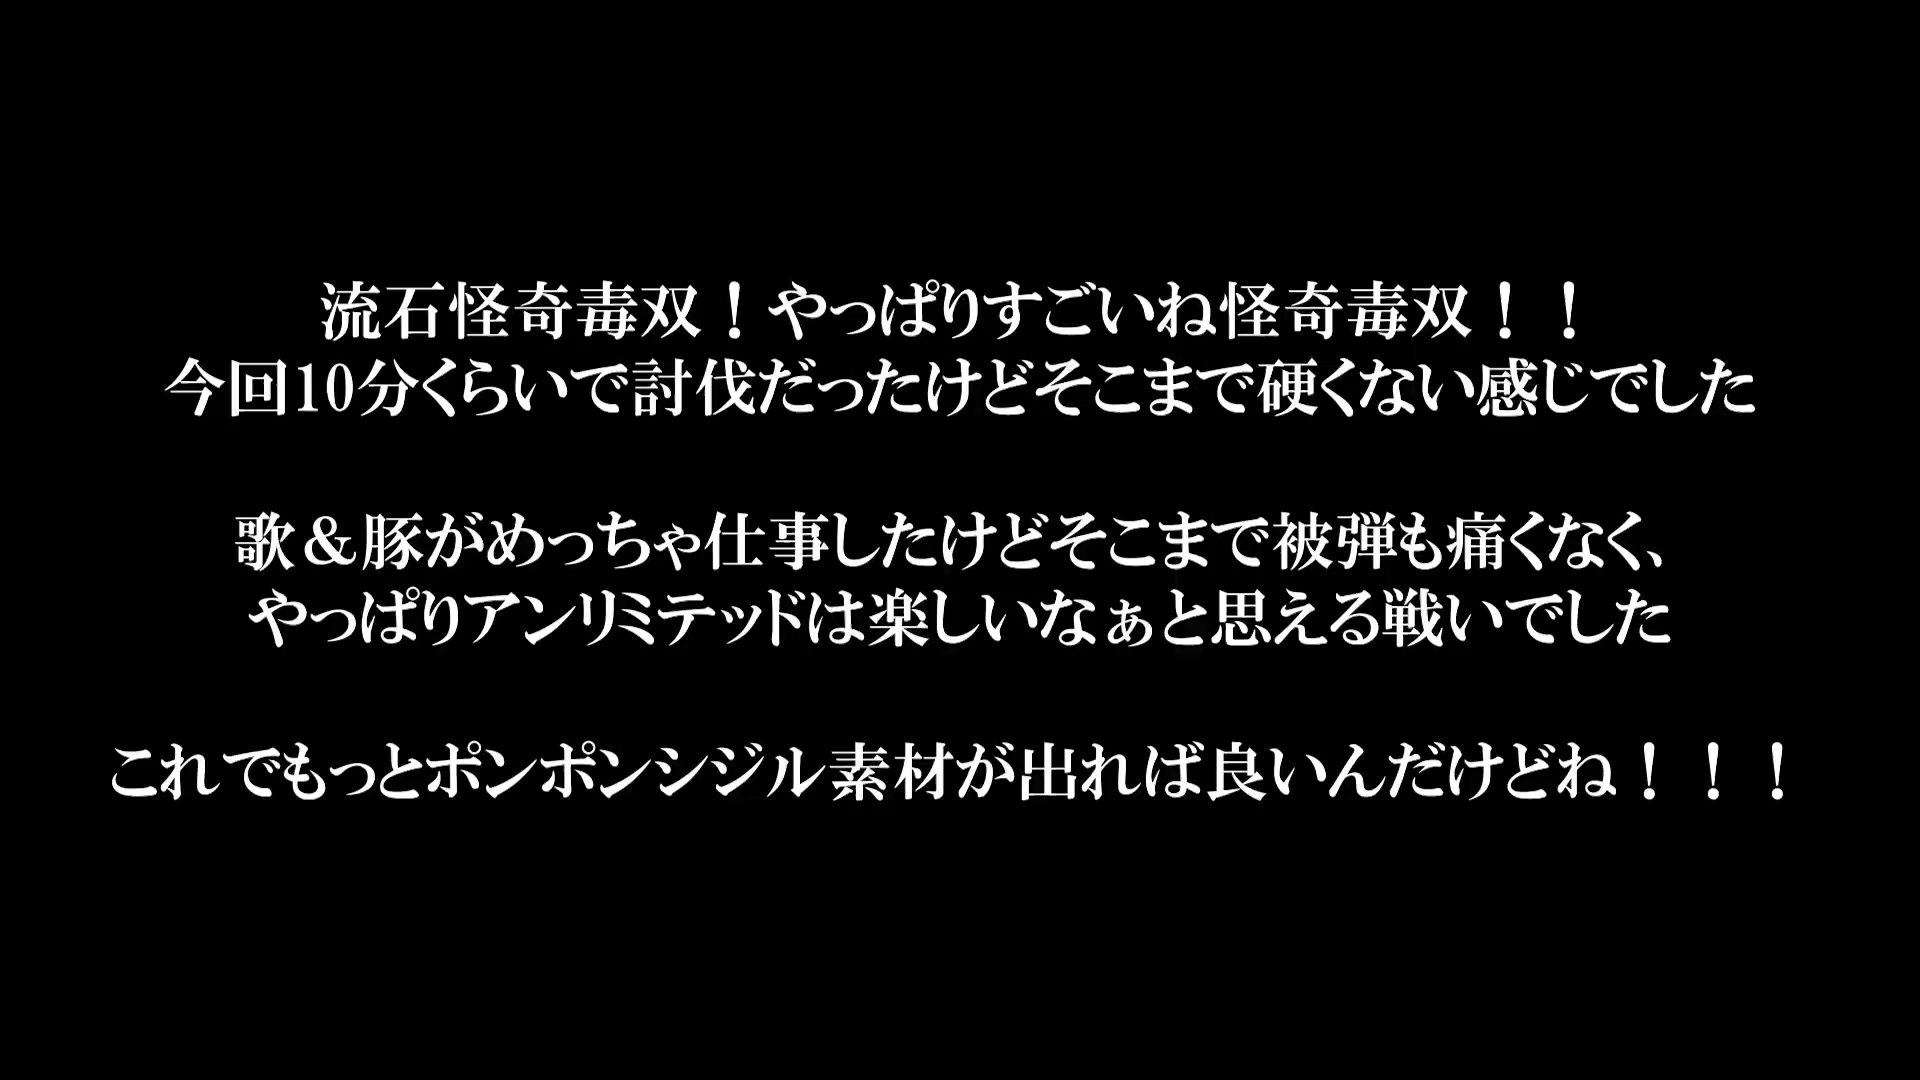 流石怪奇毒双！やっぱりすごいね怪奇毒双！！
今回10分くらいで討伐だったけどそこまで硬くない感じでした
歌＆豚がめっちゃ仕事したけどそこまで被弾も痛くなく、
やっぱりアンリミテッドは楽しいなぁと思える戦いでした
これでもっとポンポンシジル素材が出れば良いんだけどね！！！